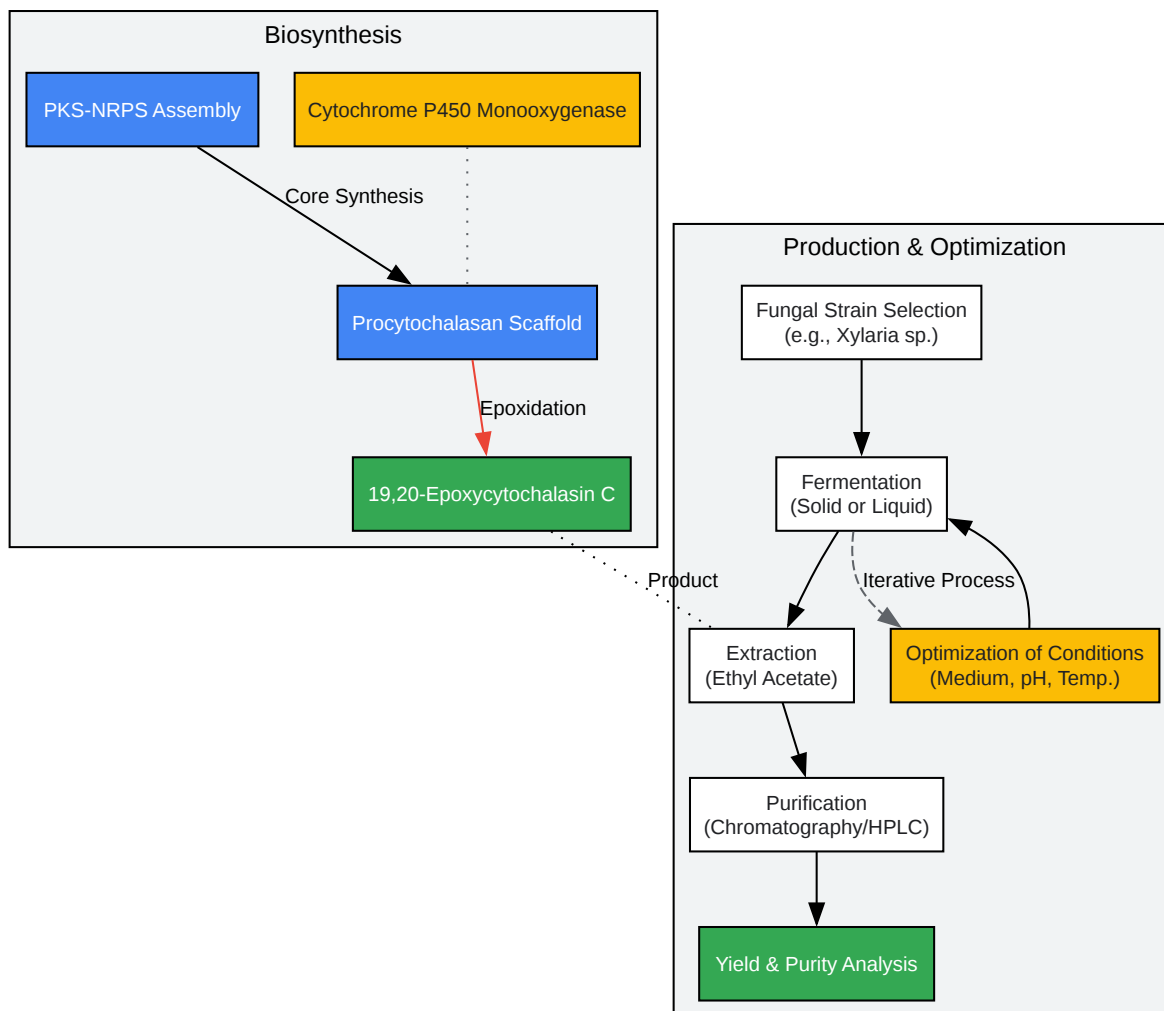 Biosynthesis
PKS-NRPS Assembly
Cytochrome P450 Monooxygenase
Core Synthesis
Procytochalasan Scaffold
Epoxidation
19,20-Epoxycytochalasin C
Product
Production & Optimization
Fungal Strain Selection
(e.g., Xylaria sp.)
Fermentation
(Solid or Liquid)
Iterative Process
Extraction
(Ethyl Acetate)
Optimization of Conditions
(Medium, pH, Temp.)
Purification
(Chromatography/HPLC)
Yield & Purity Analysis